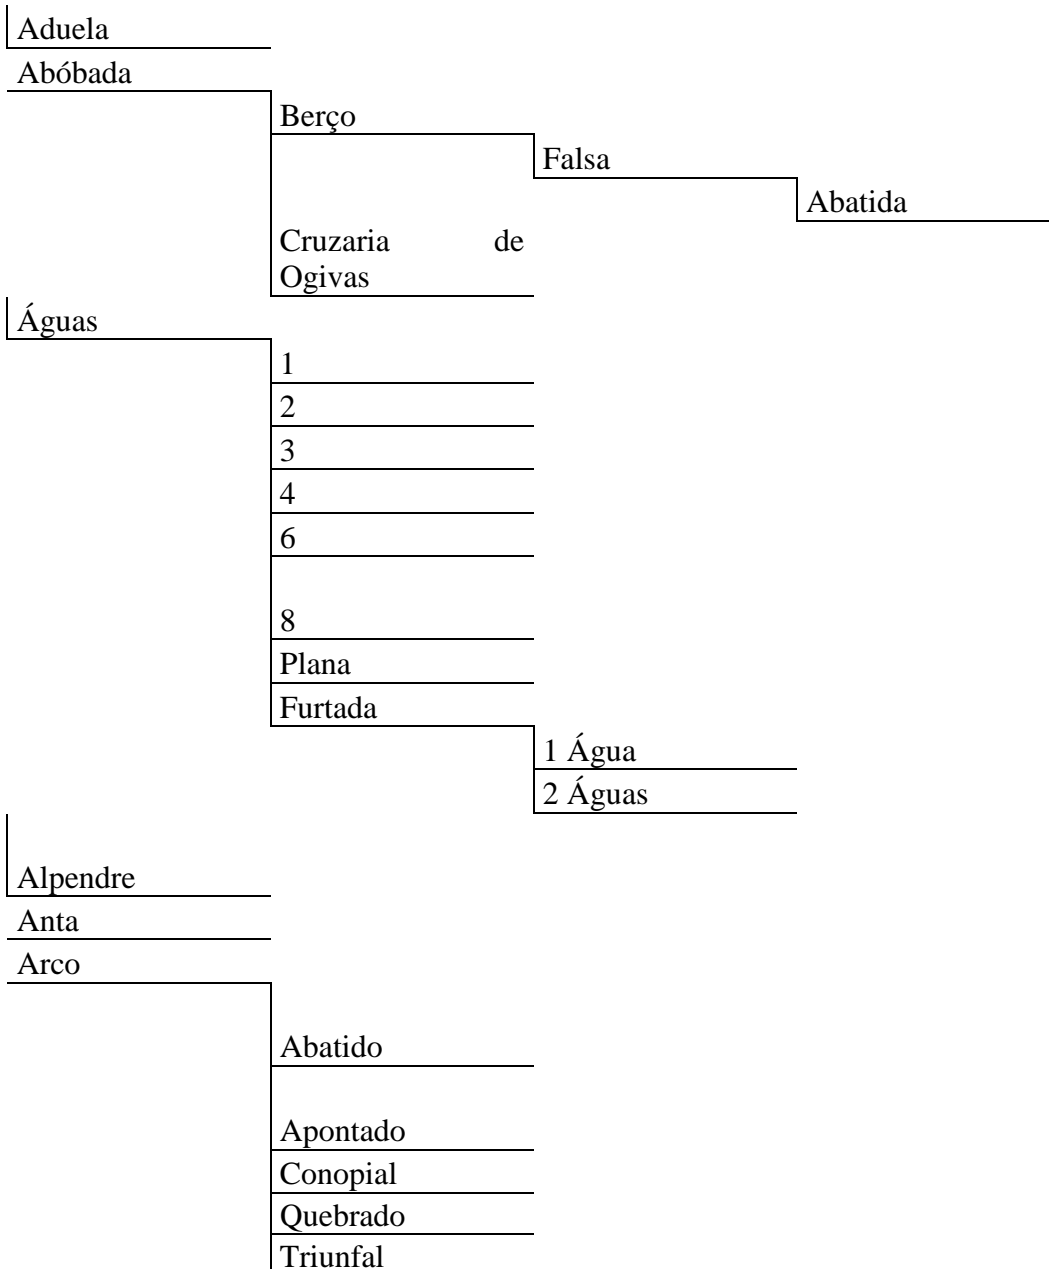 Aduela
Abóbada
Berço
Falsa
Abatida
Cruzaria de
Ogivas
Águas
1
2
3
4
6
8
Plana
Furtada
1 Água
2 Águas
Alpendre
Anta
Arco
Abatido
Apontado
Conopial
Quebrado
Triunfal